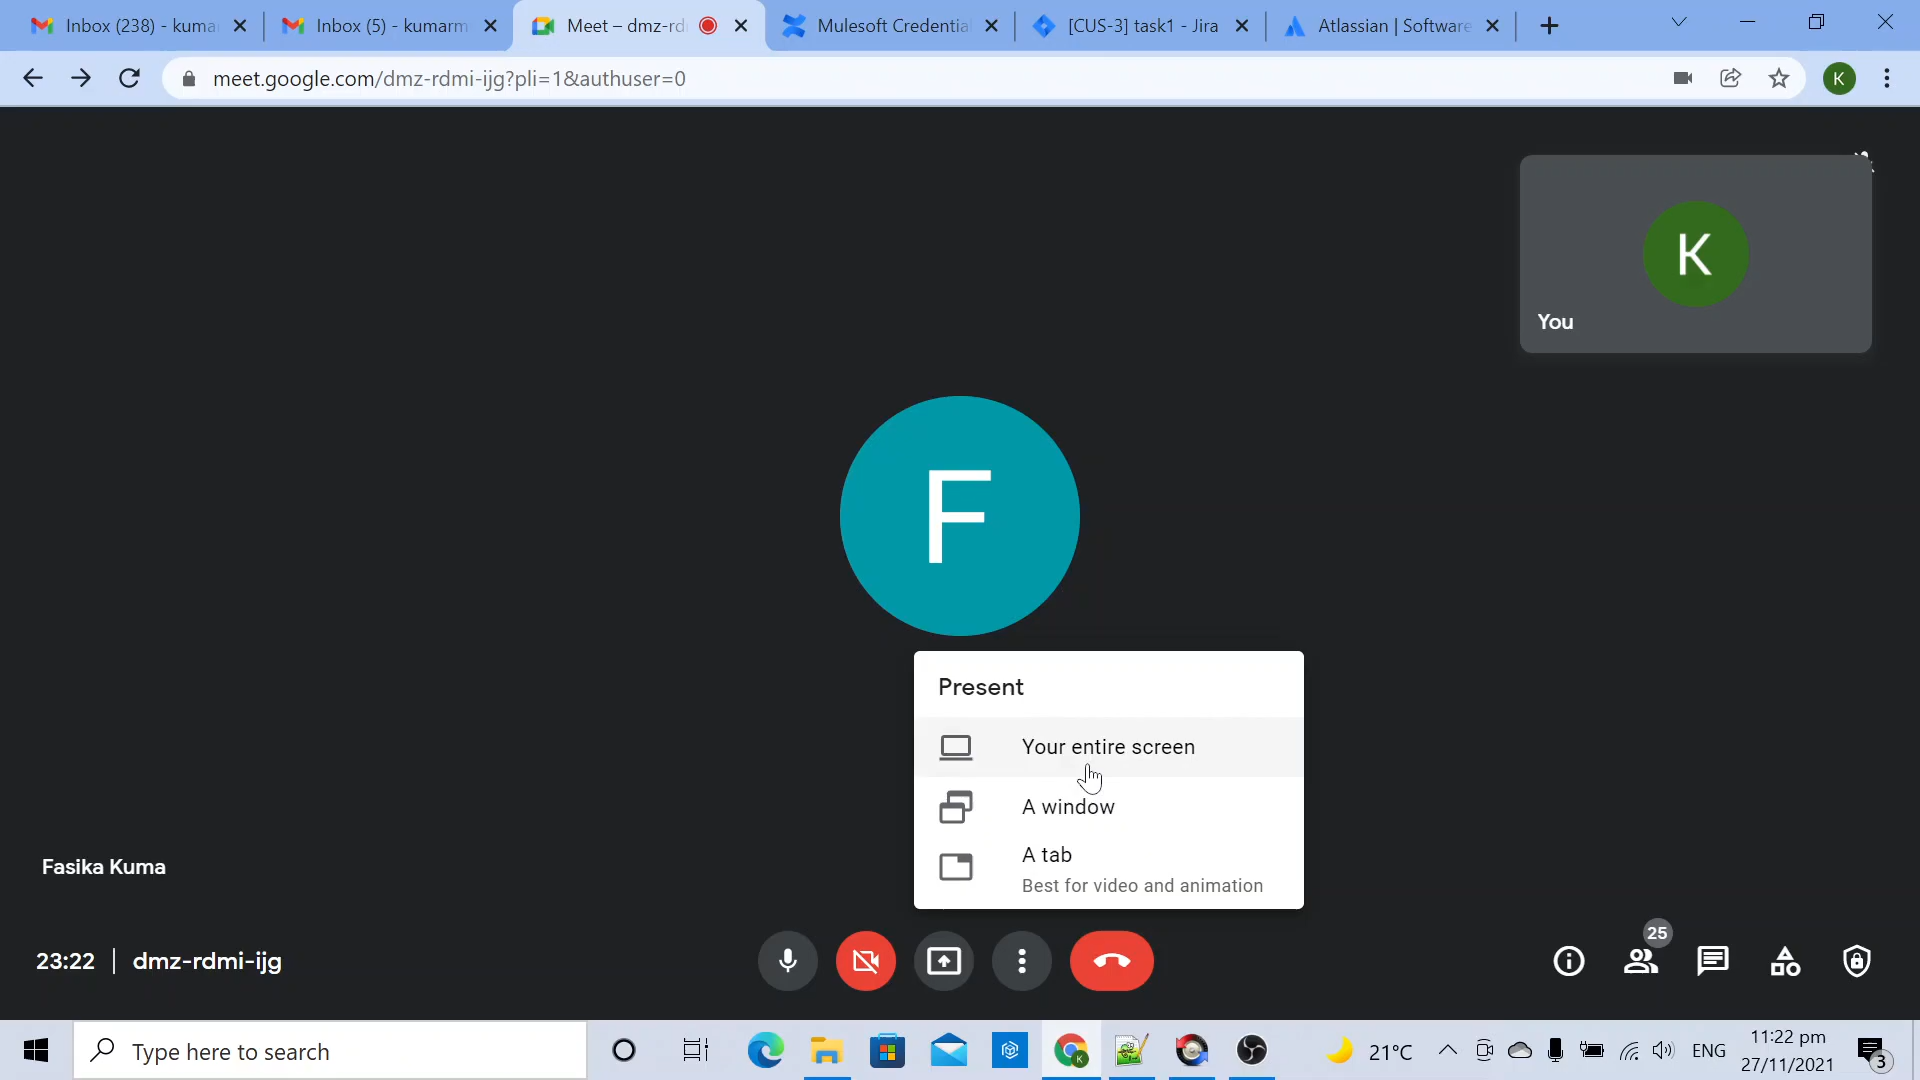 Inbox (238) - kuma
Inbox (5) - kumarm
Meet – dmz-rd
Mulesoft Credentia
[CUS-3] task1 - Jira
Atlassian | Software
meet.google.com/dmz-rdmi-ijg?pli=1&authuser=0
K
K
You
F
Present
Your entire screen
A window
A tab
Best for video and animation
Fasika Kuma
23:22 | dmz-rdmi-ijg
25
Type here to search
K
21°C
ENG
11:22 pm
27/11/2021
3